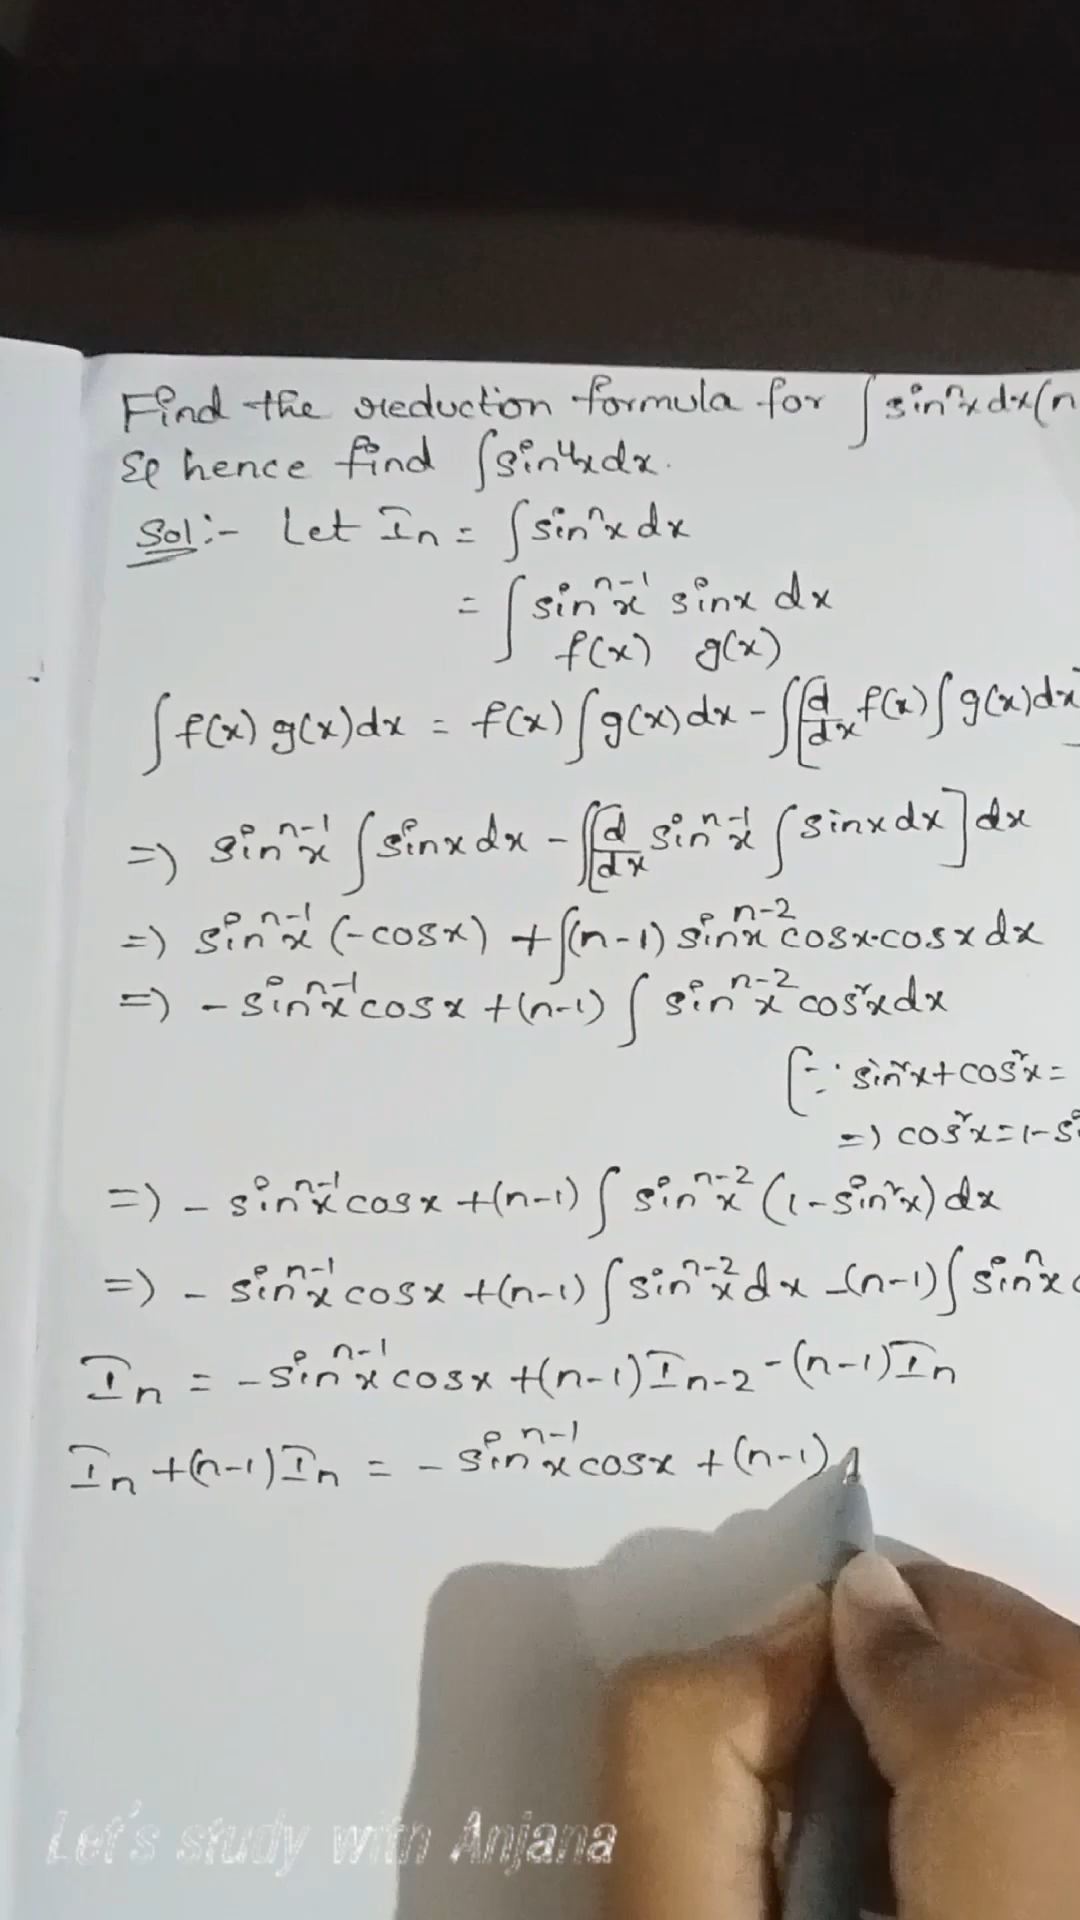 Find the reduction formula for ∫ sinⁿx dx (n
& hence find ∫ sin⁴x dx.
Sol:- Let Iₙ = ∫ sinⁿx dx
= ∫ sinⁿ⁻¹x sinx dx
f(x) g(x)
∫ f(x) g(x) dx = f(x) ∫ g(x) dx - ∫[d/dx f(x) ∫ g(x) dx]
=> sinⁿ⁻¹x ∫ sinx dx - ∫[d/dx sinⁿ⁻¹x ∫ sinx dx] dx
=> sinⁿ⁻¹x (-cosx) + ∫(n-1) sinⁿ⁻²x cosx.cosx dx
=> - sinⁿ⁻¹x cosx + (n-1) ∫ sinⁿ⁻²x cos²x dx
[∵ sin²x + cos²x =
=> cos²x = 1 - si
=> - sinⁿ⁻¹x cosx + (n-1) ∫ sinⁿ⁻²x (1 - sin²x) dx
=> - sinⁿ⁻¹x cosx + (n-1) ∫ sinⁿ⁻²x dx - (n-1) ∫ sinⁿx
Iₙ = - sinⁿ⁻¹x cosx + (n-1) Iₙ₋₂ - (n-1) Iₙ
Iₙ + (n-1) Iₙ = - sinⁿ⁻¹x cosx + (n-1)
Let's study with Anjana